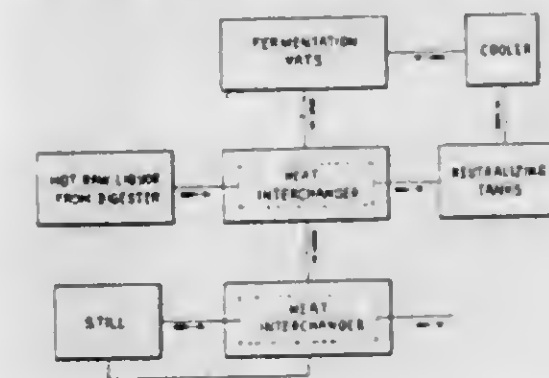 FERMENTATION
VATS
COOLER
HOT RAW LIQUOR
FROM DIGESTER
HEAT
INTERCHANGER
NEUTRALIZING
TANKS
STILL
HEAT
INTERCHANGER